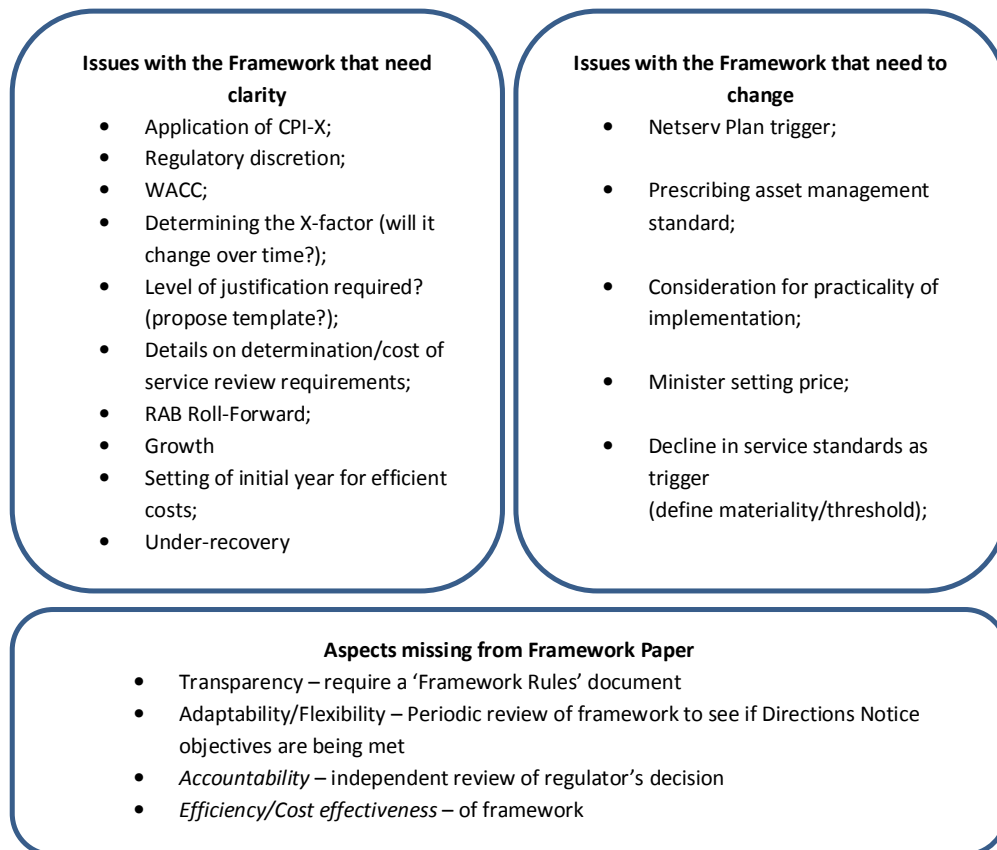 Issues with the Framework that need
clarity
• Application of CPI-X;
• Regulatory discretion;
• WACC;
• Determining the X-factor (will it
change over time?);
• Level of justification required?
(propose template?);
• Details on determination/cost of
service review requirements;
• RAB Roll-Forward;
• Growth
• Setting of initial year for efficient
costs;
• Under-recovery
Issues with the Framework that need to
change
• Netserv Plan trigger;
• Prescribing asset management
standard;
• Consideration for practicality of
implementation;
• Minister setting price;
• Decline in service standards as
trigger
(define materiality/threshold);
Aspects missing from Framework Paper
• Transparency – require a ‘Framework Rules’ document
• Adaptability/Flexibility – Periodic review of framework to see if Directions Notice
objectives are being met
• Accountability – independent review of regulator’s decision
• Efficiency/Cost effectiveness – of framework